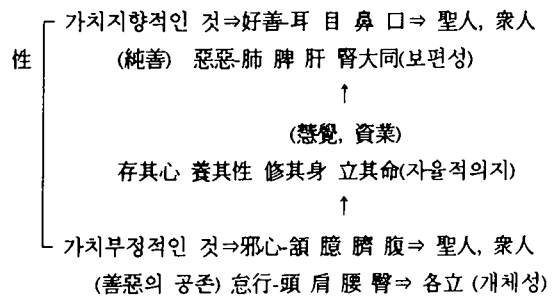 가치지향적인 것⇒好善-耳 目 鼻 口⇒ 聖人, 衆人
性
(純善) 惡惡-肺 脾 肝 腎大同(보편성)
↑
(慧覺, 資業)
存其心 養其性 修其身 立其命(자율적의지)
↑
가치부정적인 것⇒邪心-頷 臆 臍 腹⇒ 聖人, 衆人
(善惡의 공존) 怠行-頭 肩 腰 臀⇒ 各立 (개체성)